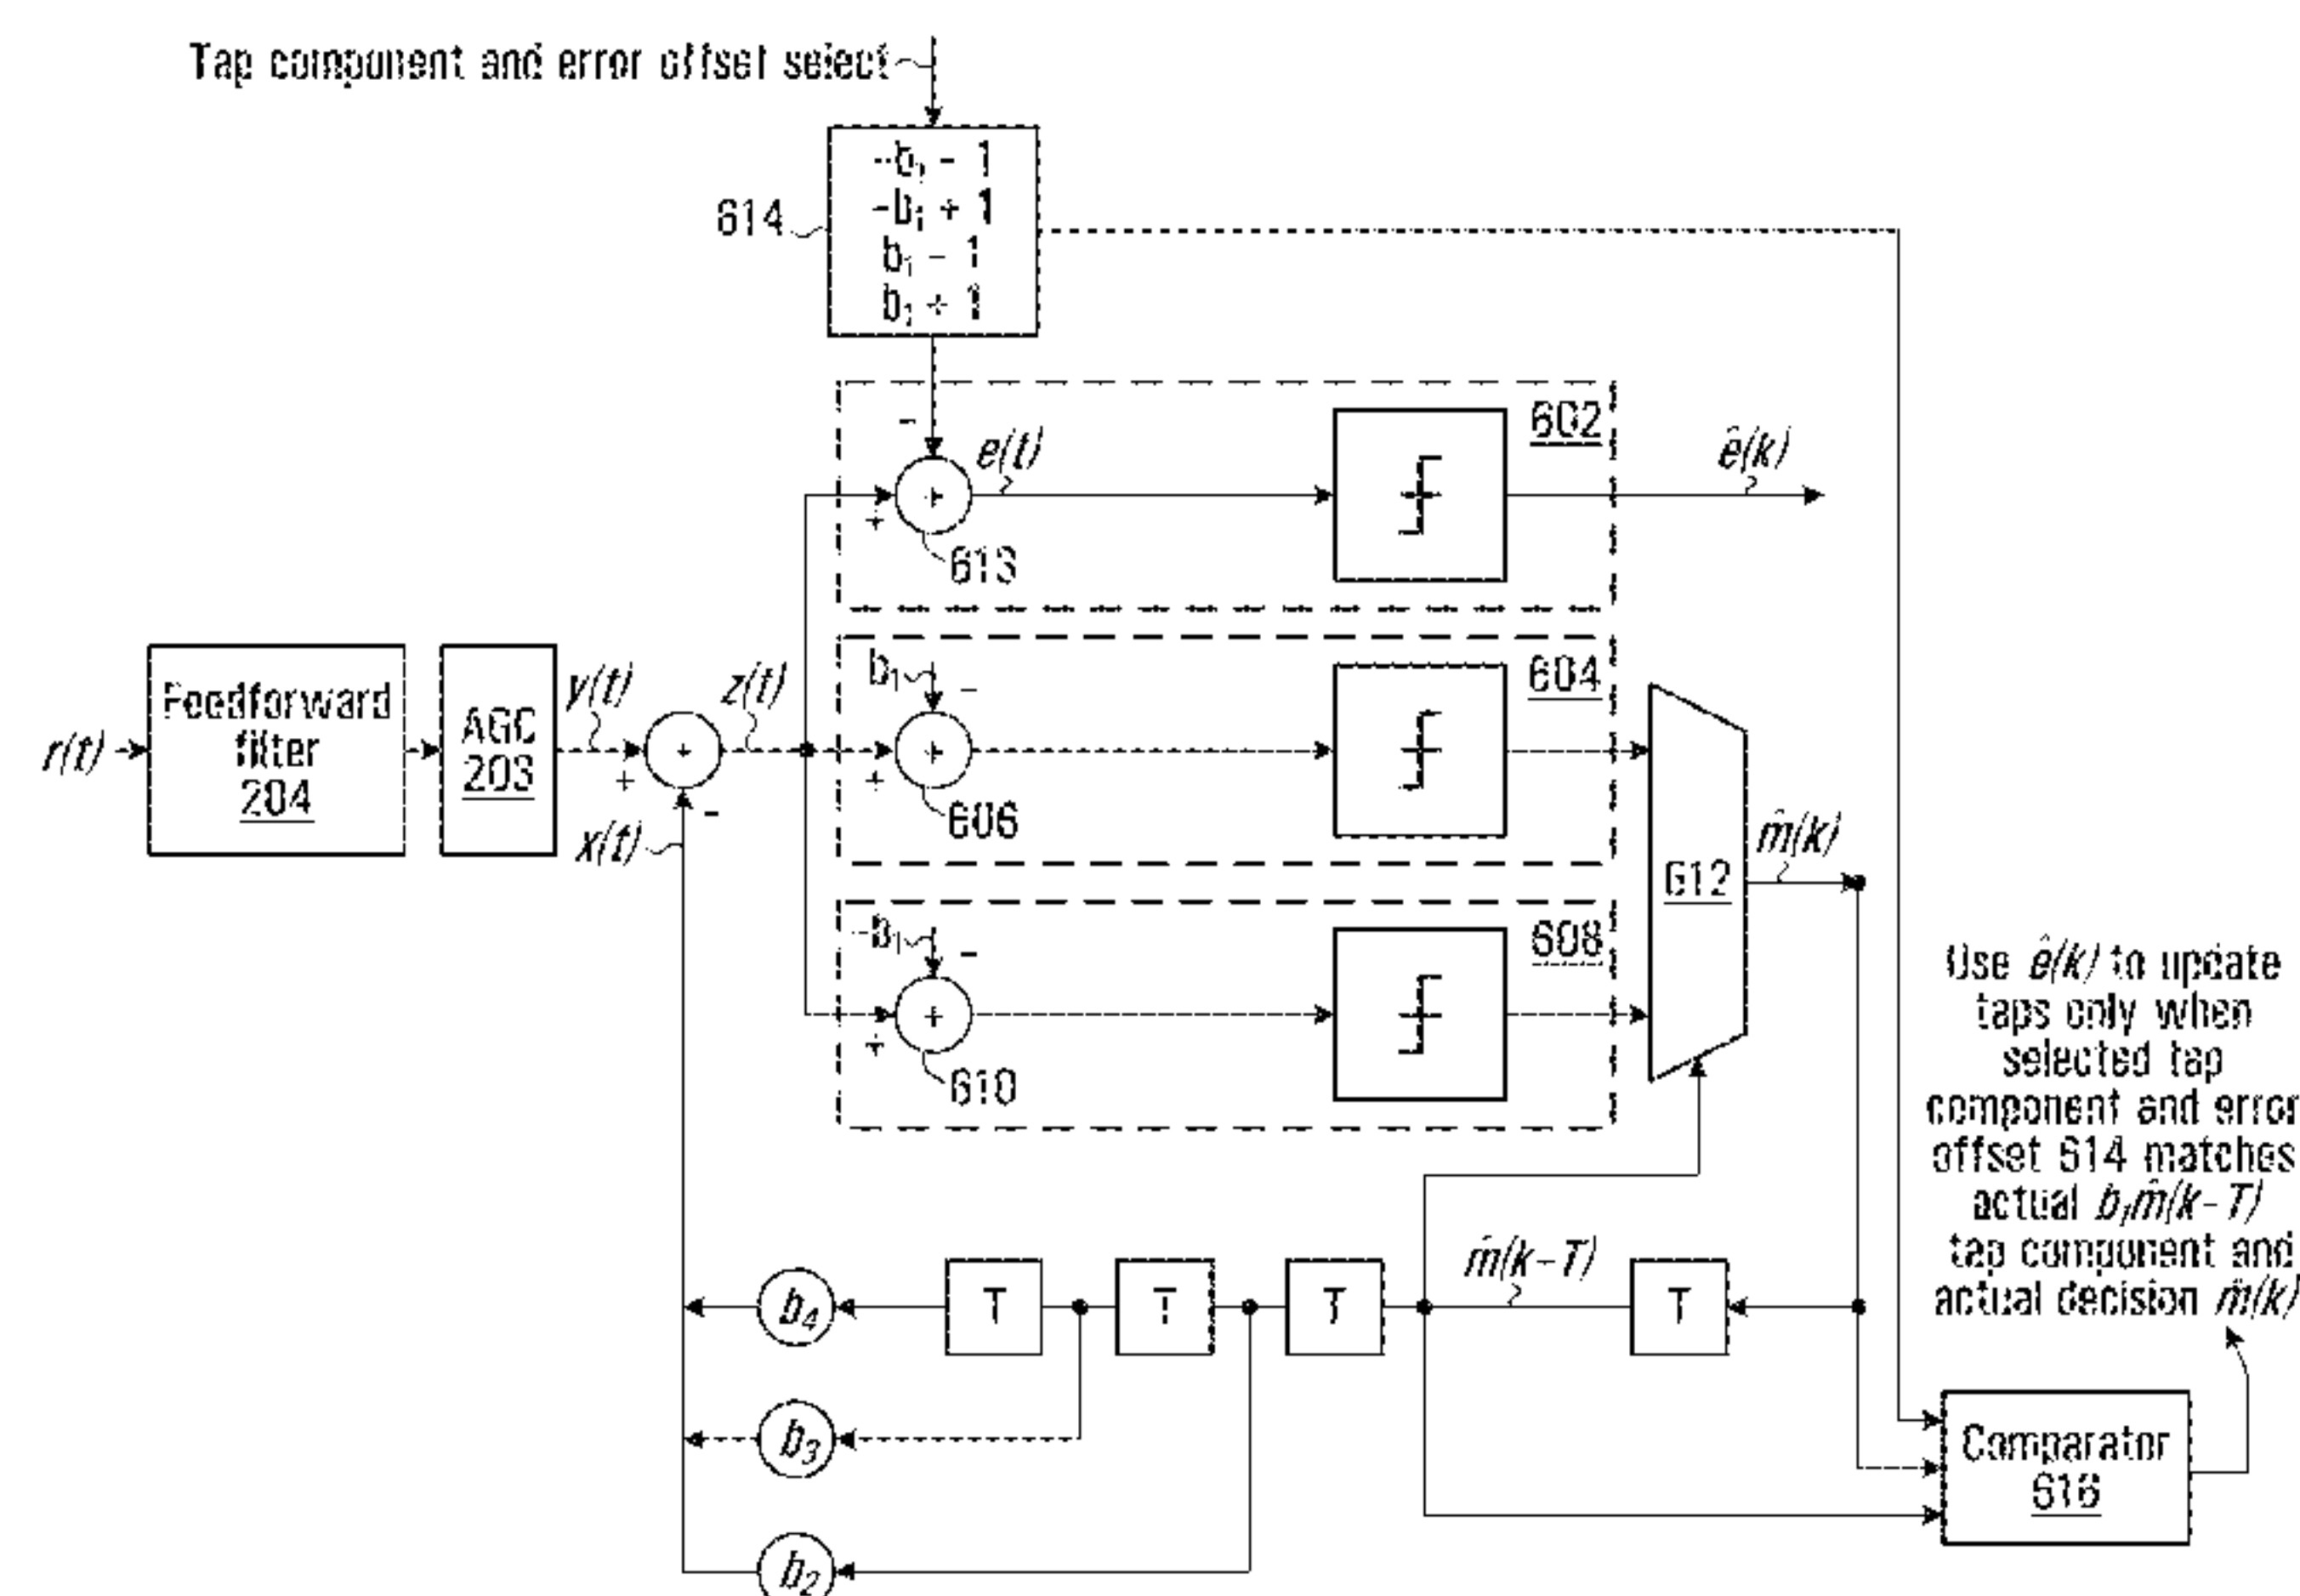 Tap component and error offset select
-b₁ - 1
-b₁ + 1
b₁ - 1
b₁ + 1
614
602
e(t)
ê(k)
-
+
+
613
604
b₁
-
+
+
606
Feedforward
filter
204
AGC
203
r(t)
y(t)
z(t)
+
+
-
x(t)
608
-b₁
-
+
+
610
612
m̂(k)
Use ê(k) to update
taps only when
selected tap
component and error
offset 614 matches
actual b₁m̂(k-T)
tap component and
actual decision m̂(k)
m̂(k-T)
b₄
T
T
T
T
b₃
b₂
Comparator
616